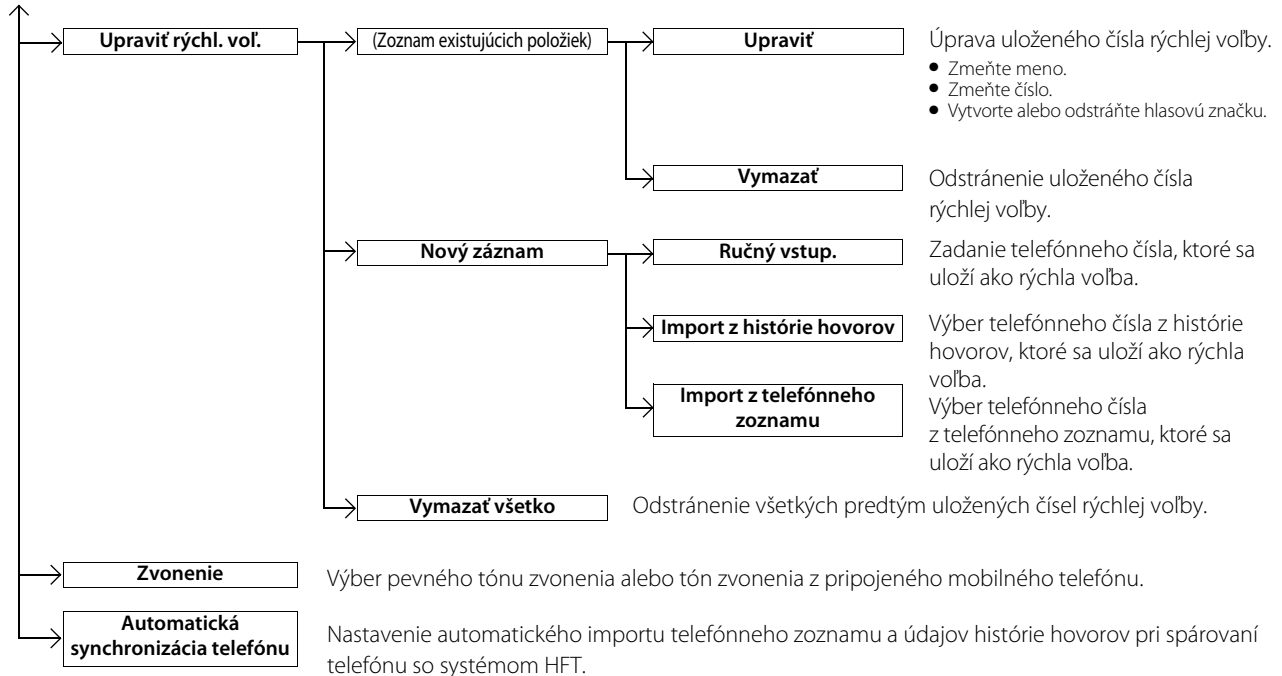 Upraviť rýchl. voľ.
(Zoznam existujúcich položiek)
Upraviť
Úprava uloženého čísla rýchlej voľby.
● Zmeňte meno.
● Zmeňte číslo.
● Vytvorte alebo odstráňte hlasovú značku.
Vymazať
Odstránenie uloženého čísla
rýchlej voľby.
Nový záznam
Ručný vstup.
Zadanie telefónneho čísla, ktoré sa
uloží ako rýchla voľba.
Import z histórie hovorov
Výber telefónneho čísla z histórie
hovorov, ktoré sa uloží ako rýchla
voľba.
Import z telefónneho
zoznamu
Výber telefónneho čísla
z telefónneho zoznamu, ktoré sa
uloží ako rýchla voľba.
Vymazať všetko
Odstránenie všetkých predtým uložených čísel rýchlej voľby.
Zvonenie
Výber pevného tónu zvonenia alebo tón zvonenia z pripojeného mobilného telefónu.
Automatická
synchronizácia telefónu
Nastavenie automatického importu telefónneho zoznamu a údajov histórie hovorov pri spárovaní
telefónu so systémom HFT.